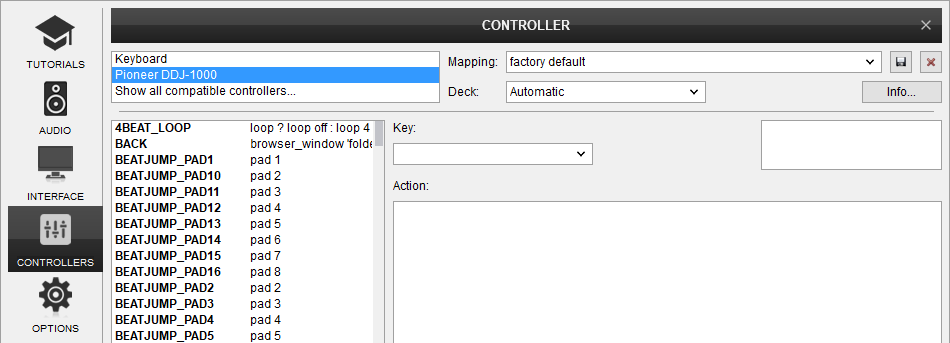 CONTROLLER
TUTORIALS
AUDIO
INTERFACE
CONTROLLERS
OPTIONS
Keyboard
Pioneer DDJ-1000
Show all compatible controllers...
Mapping: factory default
Deck: Automatic
Info...
4BEAT_LOOP loop ? loop off : loop 4
BACK browser_window 'folde
BEATJUMP_PAD1 pad 1
BEATJUMP_PAD10 pad 2
BEATJUMP_PAD11 pad 3
BEATJUMP_PAD12 pad 4
BEATJUMP_PAD13 pad 5
BEATJUMP_PAD14 pad 6
BEATJUMP_PAD15 pad 7
BEATJUMP_PAD16 pad 8
BEATJUMP_PAD2 pad 2
BEATJUMP_PAD3 pad 3
BEATJUMP_PAD4 pad 4
BEATJUMP_PAD5 pad 5
Key:
Action: